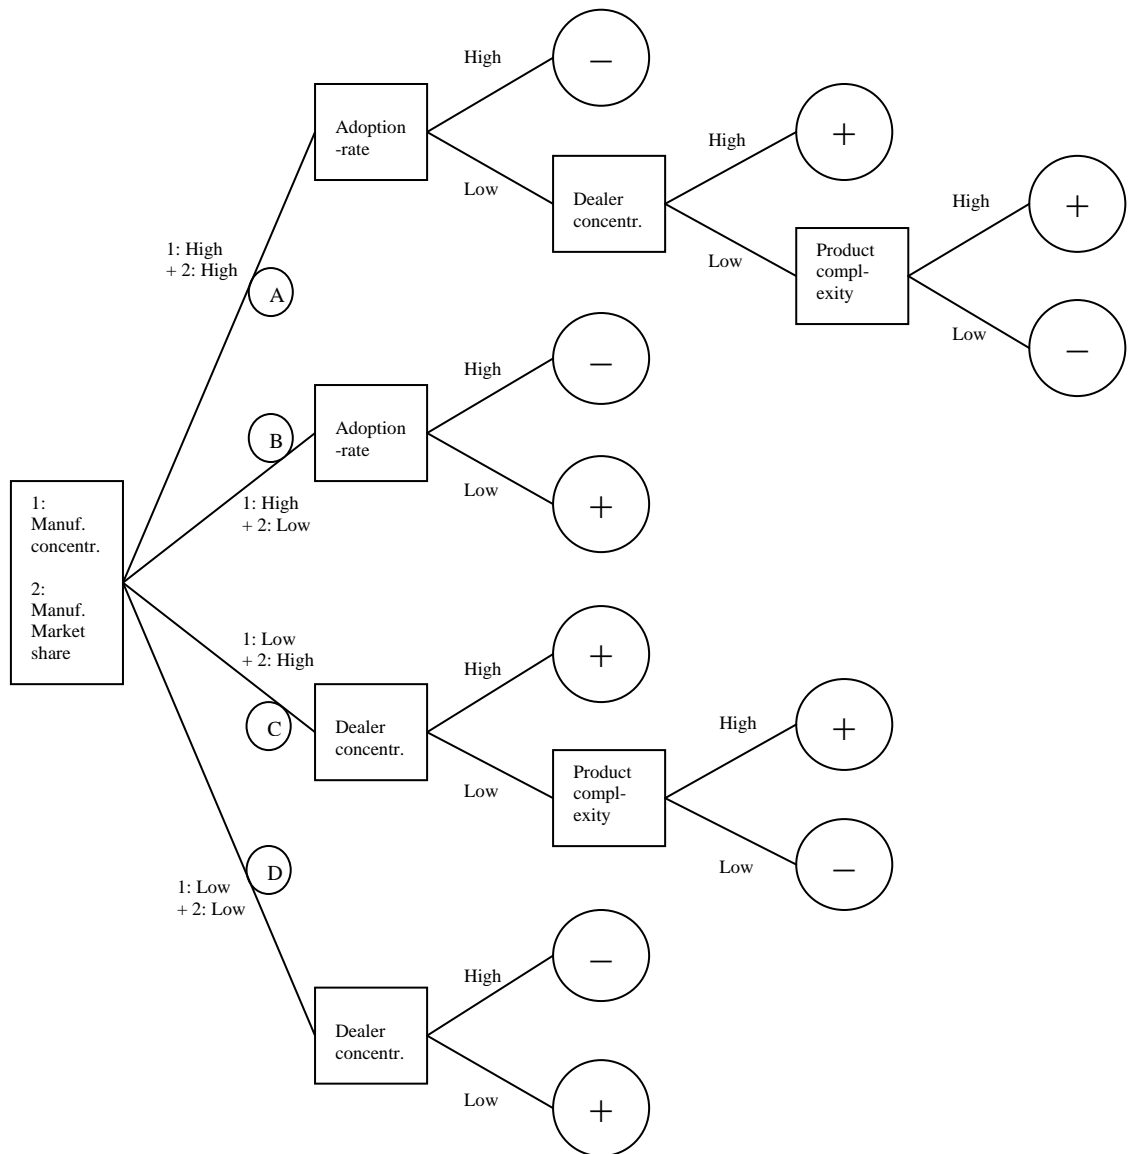 High
–
Adoption
-rate
High
+
Low
Dealer
concentr.
High
+
1: High
+ 2: High
Low
Product
compl-
exity
A
Low
–
High
–
Adoption
-rate
B
Low
+
1: High
+ 2: Low
1:
Manuf.
concentr.
2:
Manuf.
Market
share
1: Low
+ 2: High
High
+
C
Dealer
concentr.
High
+
Low
Product
compl-
exity
Low
–
D
1: Low
+ 2: Low
High
–
Dealer
concentr.
Low
+